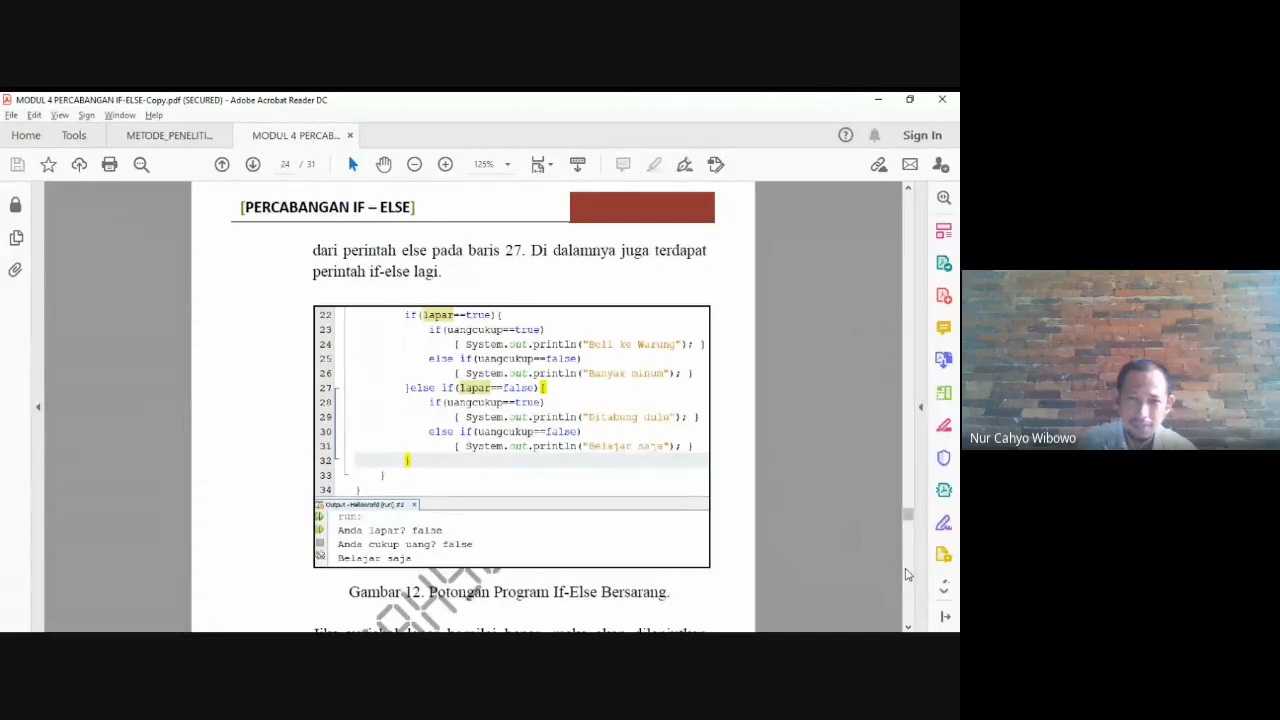 MODUL 4 PERCABANGAN IF-ELSE-Copy.pdf (SECURED) - Adobe Acrobat Reader DC
File Edit View Sign Window Help
Home Tools METODE_PENELITI... MODUL 4 PERCAB... × Sign In
24 / 31 125%
[PERCABANGAN IF – ELSE]
dari perintah else pada baris 27. Di dalamnya juga terdapat
perintah if-else lagi.
22 if(lapar==true){
23 if(uangcukup==true)
24 { System.out.println("Beli ke Warung"); }
25 else if(uangcukup==false)
26 { System.out.println("Banyak minum"); }
27 }else if(lapar==false){
28 if(uangcukup==true)
29 { System.out.println("Ditabung dulu"); }
30 else if(uangcukup==false)
31 { System.out.println("Belajar saja"); }
32 }
33 }
34 }
Output - HelloWorld (run) #2 ×
run:
Anda lapar? false
Anda cukup uang? false
Belajar saja
Gambar 12. Potongan Program If-Else Bersarang.
Nur Cahyo Wibowo